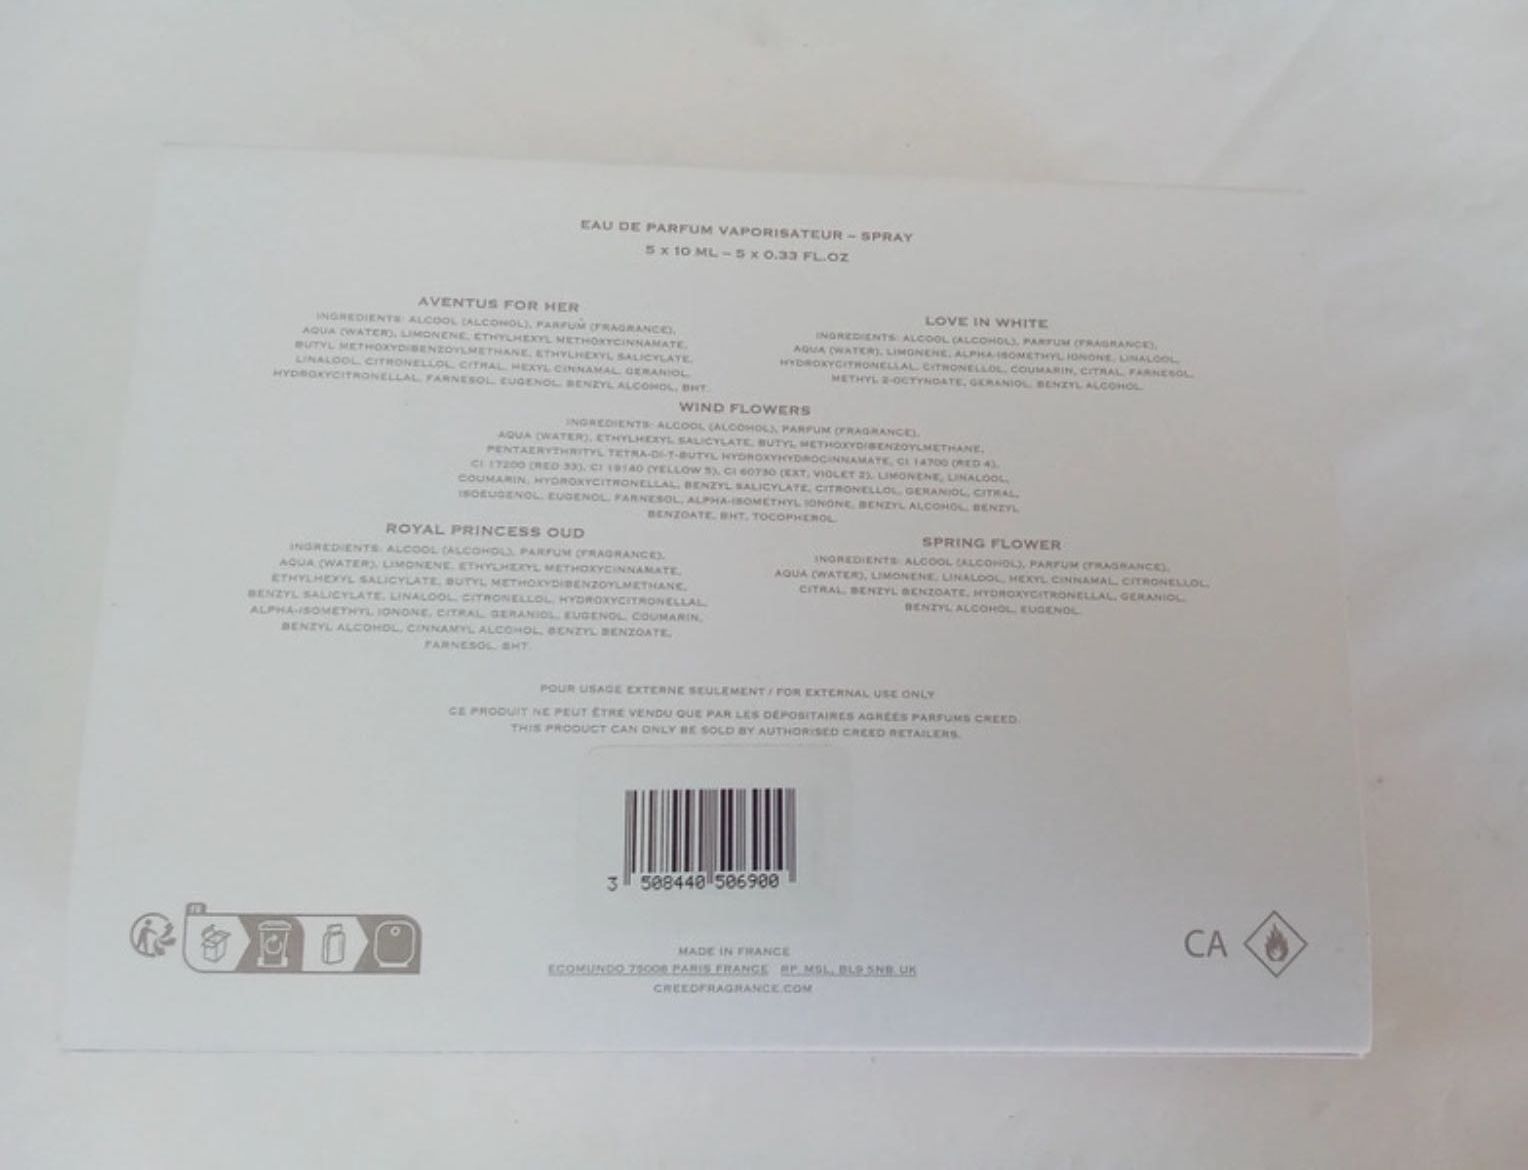 EAU DE PARFUM VAPORISATEUR – SPRAY
5 x 10 ML – 5 x 0.33 FL.OZ
AVENTUS FOR HER
INGREDIENTS: ALCOOL (ALCOHOL), PARFUM (FRAGRANCE),
AQUA (WATER), LIMONENE, ETHYLHEXYL METHOXYCINNAMATE,
BUTYL METHOXYDIBENZOYLMETHANE, ETHYLHEXYL SALICYLATE,
LINALOOL, CITRONELLOL, CITRAL, HEXYL CINNAMAL, GERANIOL,
HYDROXYCITRONELLAL, FARNESOL, EUGENOL, BENZYL ALCOHOL, BHT.
LOVE IN WHITE
INGREDIENTS: ALCOOL (ALCOHOL), PARFUM (FRAGRANCE),
AQUA (WATER), LIMONENE, ALPHA-ISOMETHYL IONONE, LINALOOL,
HYDROXYCITRONELLAL, CITRONELLOL, COUMARIN, CITRAL, FARNESOL,
METHYL 2-OCTYNOATE, GERANIOL, BENZYL ALCOHOL.
WIND FLOWERS
INGREDIENTS: ALCOOL (ALCOHOL), PARFUM (FRAGRANCE),
AQUA (WATER), ETHYLHEXYL SALICYLATE, BUTYL METHOXYDIBENZOYLMETHANE,
PENTAERYTHRITYL TETRA-DI-T-BUTYL HYDROXYHYDROCINNAMATE, CI 14700 (RED 4),
CI 17200 (RED 33), CI 19140 (YELLOW 5), CI 60730 (EXT. VIOLET 2), LIMONENE, LINALOOL,
COUMARIN, HYDROXYCITRONELLAL, BENZYL SALICYLATE, CITRONELLOL, GERANIOL, CITRAL,
ISOEUGENOL, EUGENOL, FARNESOL, ALPHA-ISOMETHYL IONONE, BENZYL ALCOHOL, BENZYL
BENZOATE, BHT, TOCOPHEROL.
ROYAL PRINCESS OUD
INGREDIENTS: ALCOOL (ALCOHOL), PARFUM (FRAGRANCE),
AQUA (WATER), LIMONENE, ETHYLHEXYL METHOXYCINNAMATE,
ETHYLHEXYL SALICYLATE, BUTYL METHOXYDIBENZOYLMETHANE,
BENZYL SALICYLATE, LINALOOL, CITRONELLOL, HYDROXYCITRONELLAL,
ALPHA-ISOMETHYL IONONE, CITRAL, GERANIOL, EUGENOL, COUMARIN,
BENZYL ALCOHOL, CINNAMYL ALCOHOL, BENZYL BENZOATE,
FARNESOL, BHT.
SPRING FLOWER
INGREDIENTS: ALCOOL (ALCOHOL), PARFUM (FRAGRANCE),
AQUA (WATER), LIMONENE, LINALOOL, HEXYL CINNAMAL, CITRONELLOL,
CITRAL, BENZYL BENZOATE, HYDROXYCITRONELLAL, GERANIOL,
BENZYL ALCOHOL, EUGENOL.
POUR USAGE EXTERNE SEULEMENT / FOR EXTERNAL USE ONLY
CE PRODUIT NE PEUT ÊTRE VENDU QUE PAR LES DÉPOSITAIRES AGRÉÉS PARFUMS CREED.
THIS PRODUCT CAN ONLY BE SOLD BY AUTHORISED CREED RETAILERS.
3 508440 506900
FR
CA
MADE IN FRANCE
ECOMUNDO 75008 PARIS FRANCE RP. MSL, BL9 5NB UK
CREEDFRAGRANCE.COM